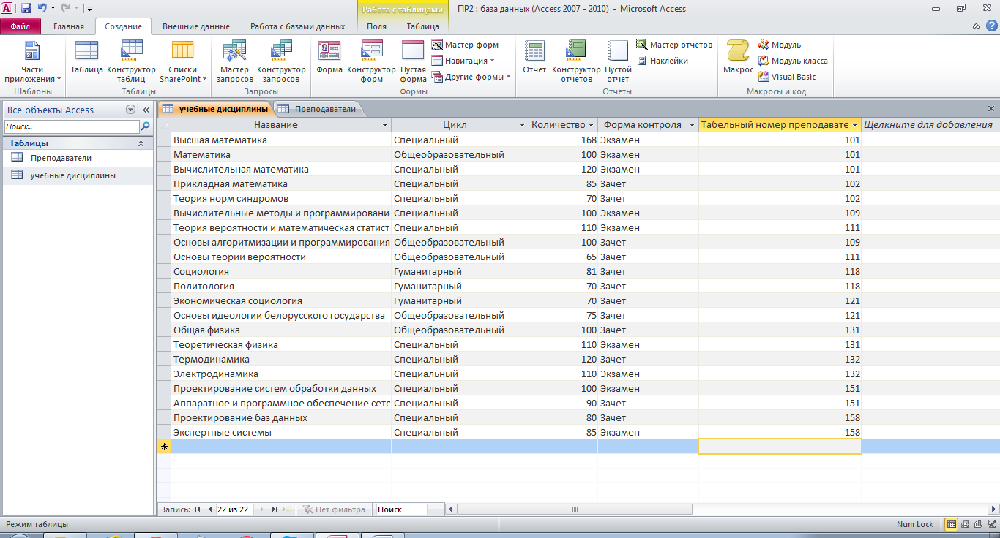 Работа с таблицами
ПР2 : база данных (Access 2007 - 2010) - Microsoft Access
Файл Главная Создание Внешние данные Работа с базами данных Поля Таблица
Части приложения
Шаблоны
Таблица
Конструктор таблиц
Списки SharePoint
Таблицы
Мастер запросов
Конструктор запросов
Запросы
Форма
Конструктор форм
Пустая форма
Мастер форм
Навигация
Другие формы
Формы
Отчет
Конструктор отчетов
Пустой отчет
Мастер отчетов
Наклейки
Отчеты
Макрос
Модуль
Модуль класса
Visual Basic
Макросы и код
Все объекты Access
Поиск...
Таблицы
Преподаватели
учебные дисциплины
учебные дисциплины Преподаватели
Название Цикл Количество Форма контроля Табельный номер преподавате Щелкните для добавления
Высшая математика Специальный 168 Экзамен 101
Математика Общеобразовательный 100 Экзамен 101
Вычислительная математика Специальный 120 Экзамен 101
Прикладная математика Специальный 85 Зачет 102
Теория норм синдромов Специальный 70 Зачет 102
Вычислительные методы и программировани Специальный 100 Экзамен 109
Теория вероятности и математическая статист Специальный 110 Экзамен 111
Основы алгоритмизации и программирования Общеобразовательный 100 Зачет 109
Основы теории вероятности Общеобразовательный 65 Зачет 111
Социология Гуманитарный 81 Зачет 118
Политология Гуманитарный 70 Зачет 118
Экономическая социология Гуманитарный 70 Зачет 121
Основы идеологии белорусского государства Общеобразовательный 75 Зачет 121
Общая физика Общеобразовательный 100 Зачет 131
Теоретическая физика Специальный 110 Экзамен 131
Термодинамика Специальный 120 Зачет 132
Электродинамика Специальный 110 Экзамен 132
Проектирование систем обработки данных Специальный 100 Экзамен 151
Аппаратное и программное обеспечение сете Специальный 90 Зачет 151
Проектирование баз данных Специальный 80 Зачет 158
Экспертные системы Специальный 85 Экзамен 158
Запись: 22 из 22 Нет фильтра Поиск
Режим таблицы Num Lock